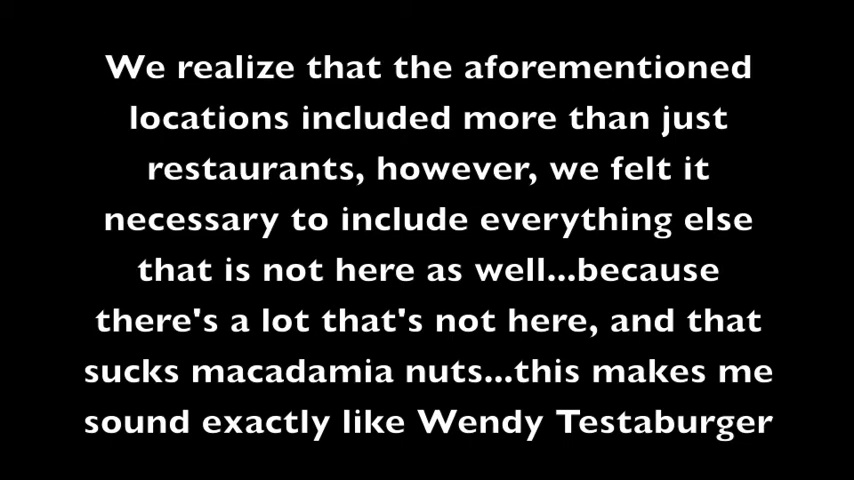 We realize that the aforementioned
locations included more than just
restaurants, however, we felt it
necessary to include everything else
that is not here as well...because
there's a lot that's not here, and that
sucks macadamia nuts...this makes me
sound exactly like Wendy Testaburger